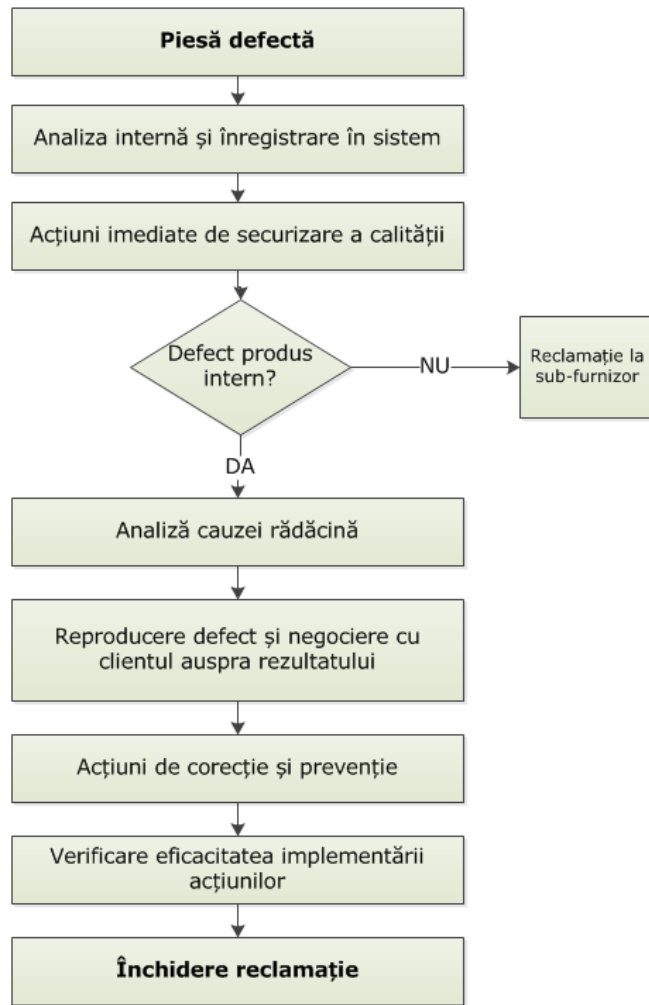 Piesă defectă
Analiza internă și înregistrare în sistem
Acțiuni imediate de securizare a calității
Defect produs
intern?
NU
Reclamație la
sub-furnizor
DA
Analiză cauzei rădăcină
Reproducere defect și negociere cu
clientul auspra rezultatului
Acțiuni de corecție și prevenție
Verificare eficacitatea implementării
acțiunilor
Închidere reclamație